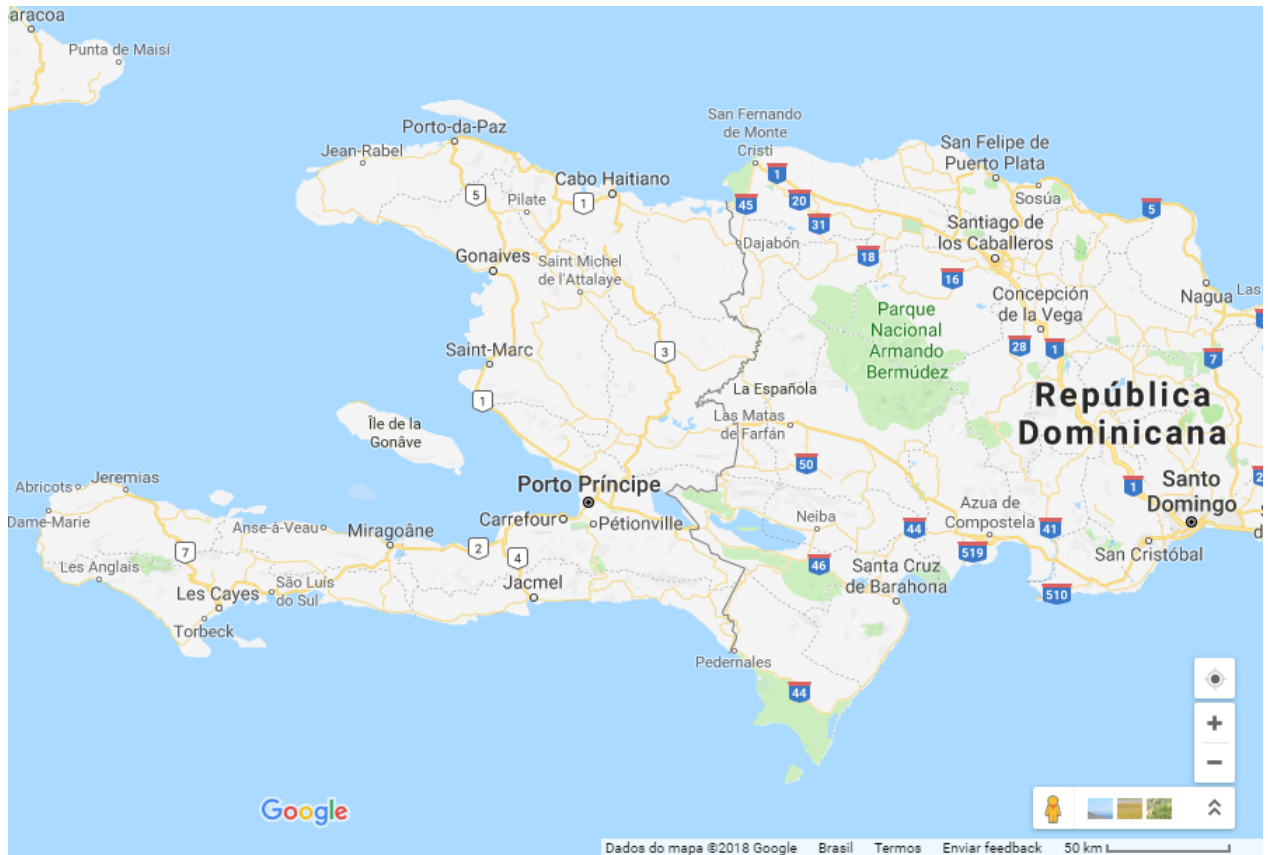 aracoa
Punta de Maisí
Porto-da-Paz
Jean-Rabel
San Fernando
de Monte
Cristi
San Felipe de
Puerto Plata
Cabo Haitiano
1
5
Pilate
1
45
20
31
Sosúa
5
Santiago de
los Caballeros
Dajabón
Gonaives
Saint Michel
de l'Attalaye
18
16
Concepción
de la Vega
Nagua
Las
Parque
Nacional
Armando
Bermúdez
Saint-Marc
3
28
1
7
La Española
República
Dominicana
1
Île de la
Gonâve
Las Matas
de Farfán
50
Jeremias
Abricots
Porto Príncipe
1
Santo
Domingo
2
Dame-Marie
Anse-à-Veau
Miragoâne
Carrefour
Pétionville
Neiba
Azua de
Compostela
44
41
San Cristóbal
7
2
4
519
Les Anglais
São Luís
do Sul
Les Cayes
Jacmel
46
Santa Cruz
de Barahona
510
Torbeck
Pedernales
44
Google
Dados do mapa ©2018 Google Brasil Termos Enviar feedback 50 km